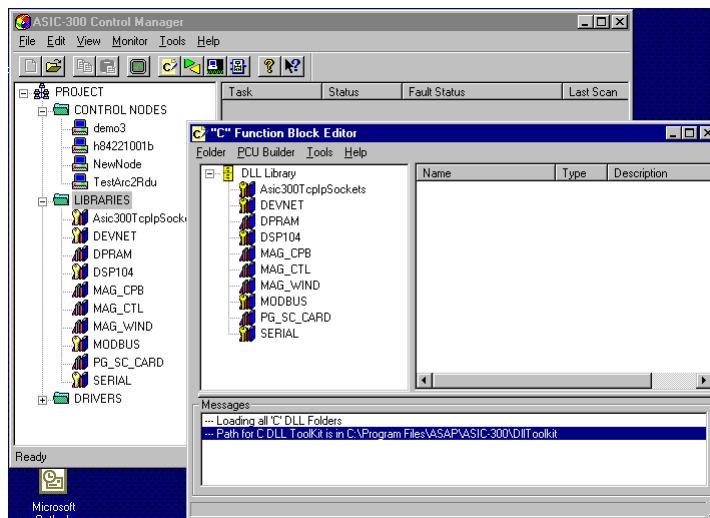 ASIC-300 Control Manager
File Edit View Monitor Tools Help
PROJECT
CONTROL NODES
demo3
h84221001b
NewNode
TestArc2Rdu
LIBRARIES
Asic300TcpIpSocke
DEVNET
DPRAM
DSP104
MAG_CPB
MAG_CTL
MAG_WIND
MODBUS
PG_SC_CARD
SERIAL
DRIVERS
Ready
Task Status Fault Status Last Scan
"C" Function Block Editor
Folder PCU Builder Tools Help
DLL Library
Asic300TcpIpSockets
DEVNET
DPRAM
DSP104
MAG_CPB
MAG_CTL
MAG_WIND
MODBUS
PG_SC_CARD
SERIAL
Name Type Description
Messages
--- Loading all 'C' DLL Folders
--- Path for C DLL ToolKit is in C:\Program Files\ASAP\ASIC-300\DllToolkit
Microsoft